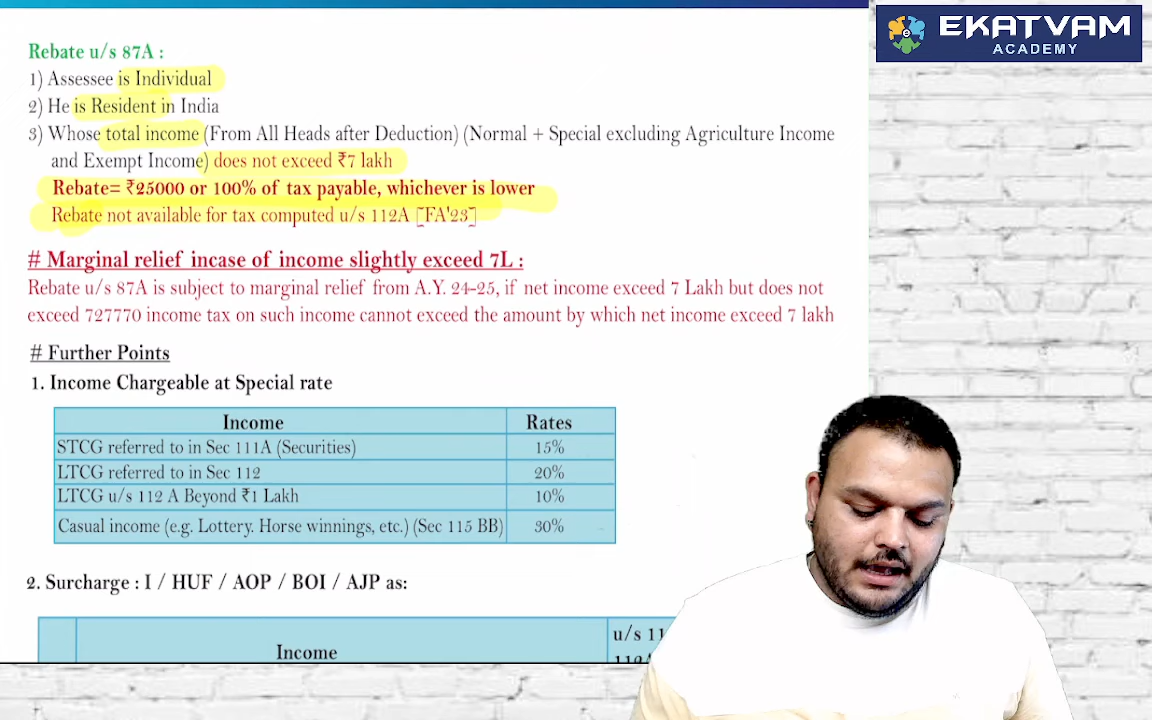 EKATVAM
ACADEMY
Rebate u/s 87A :
1) Assessee is Individual
2) He is Resident in India
3) Whose total income (From All Heads after Deduction) (Normal + Special excluding Agriculture Income
and Exempt Income) does not exceed ₹7 lakh
Rebate= ₹25000 or 100% of tax payable, whichever is lower
Rebate not available for tax computed u/s 112A [FA'23]
# Marginal relief incase of income slightly exceed 7L :
Rebate u/s 87A is subject to marginal relief from A.Y. 24-25, if net income exceed 7 Lakh but does not
exceed 727770 income tax on such income cannot exceed the amount by which net income exceed 7 lakh
# Further Points
1. Income Chargeable at Special rate
Income Rates
STCG referred to in Sec 111A (Securities) 15%
LTCG referred to in Sec 112 20%
LTCG u/s 112 A Beyond ₹1 Lakh 10%
Casual income (e.g. Lottery. Horse winnings, etc.) (Sec 115 BB) 30%
2. Surcharge : I / HUF / AOP / BOI / AJP as:
Income u/s 11